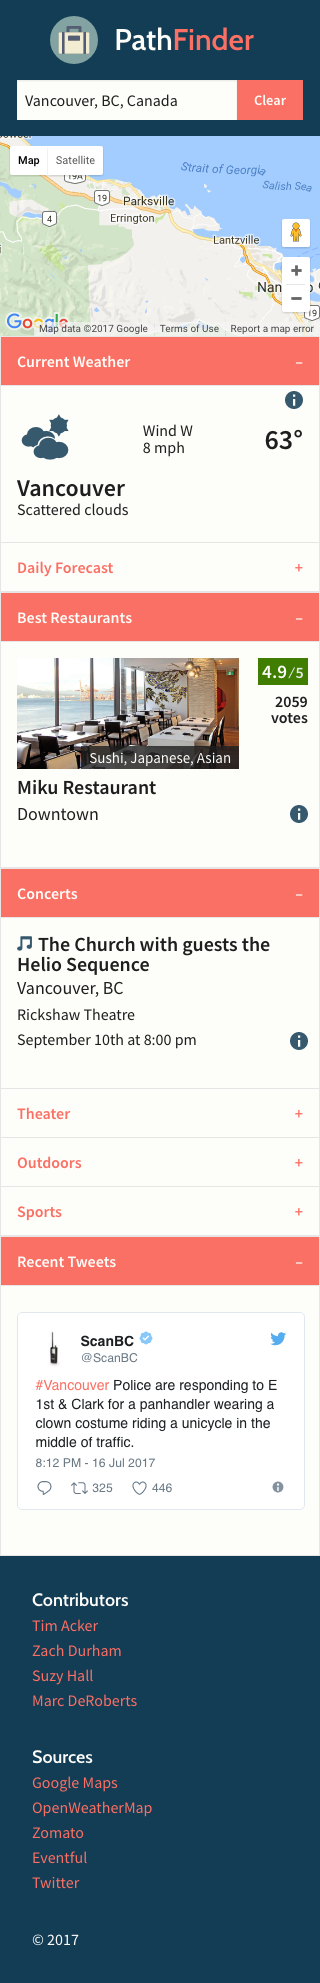 PathFinder
Vancouver, BC, Canada
Clear
Map
Satellite
Strait of Georgia
Salish Sea
19A
19
Parksville
4
Errington
Lantzville
+
−
19
Google
Map data ©2017 Google
Terms of Use
Report a map error
Current Weather
–
Wind W
8 mph
63°
Vancouver
Scattered clouds
Daily Forecast
+
Best Restaurants
–
4.9/5
2059
votes
Sushi, Japanese, Asian
Miku Restaurant
Downtown
Concerts
–
The Church with guests the
Helio Sequence
Vancouver, BC
Rickshaw Theatre
September 10th at 8:00 pm
Theater
+
Outdoors
+
Sports
+
Recent Tweets
–
ScanBC
@ScanBC
#Vancouver Police are responding to E
1st & Clark for a panhandler wearing a
clown costume riding a unicycle in the
middle of traffic.
8:12 PM - 16 Jul 2017
325
446
Contributors
Tim Acker
Zach Durham
Suzy Hall
Marc DeRoberts
Sources
Google Maps
OpenWeatherMap
Zomato
Eventful
Twitter
© 2017